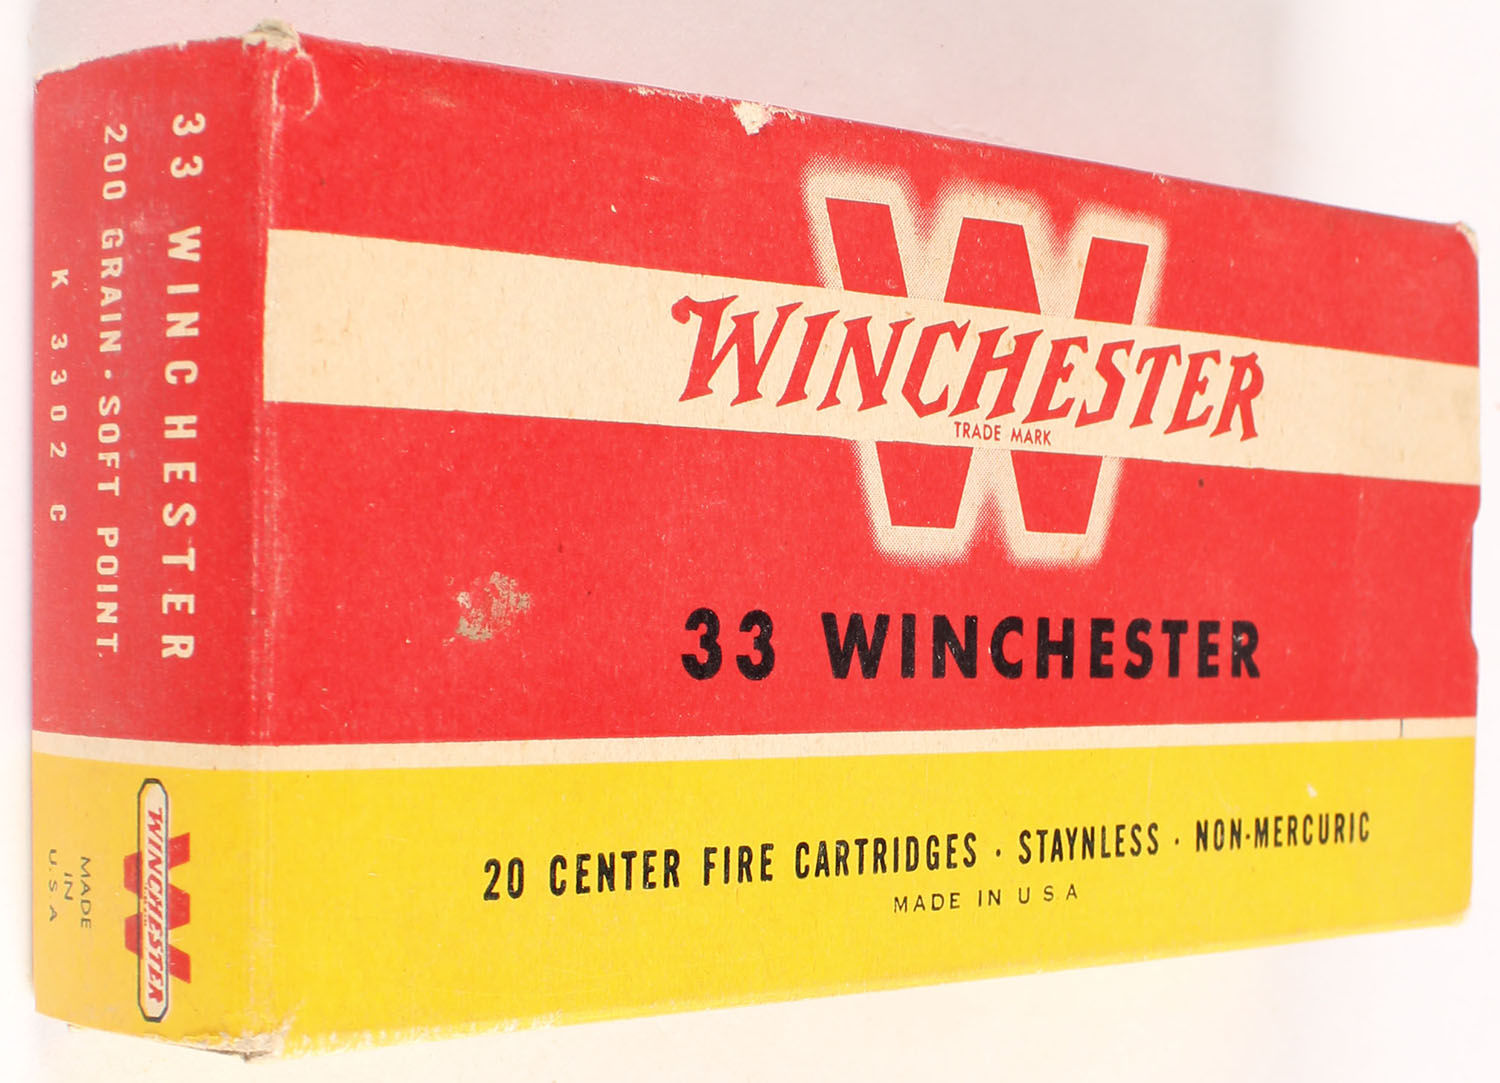 33 WINCHESTER
200 GRAIN · SOFT POINT
K 3302 C
WINCHESTER
MADE
IN
U.S.A
W
WINCHESTER
TRADE MARK
33 WINCHESTER
20 CENTER FIRE CARTRIDGES · STAYNLESS · NON-MERCURIC
MADE IN U S A